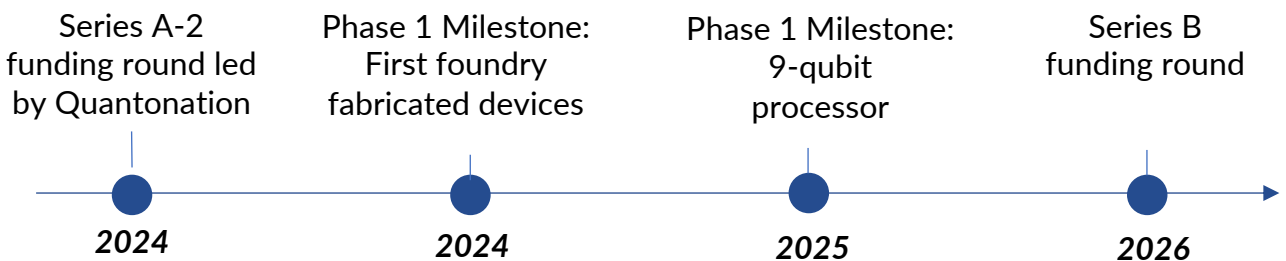 Series A-2
funding round led
by Quantonation
2024
Phase 1 Milestone:
First foundry
fabricated devices
2024
Phase 1 Milestone:
9-qubit
processor
2025
Series B
funding round
2026